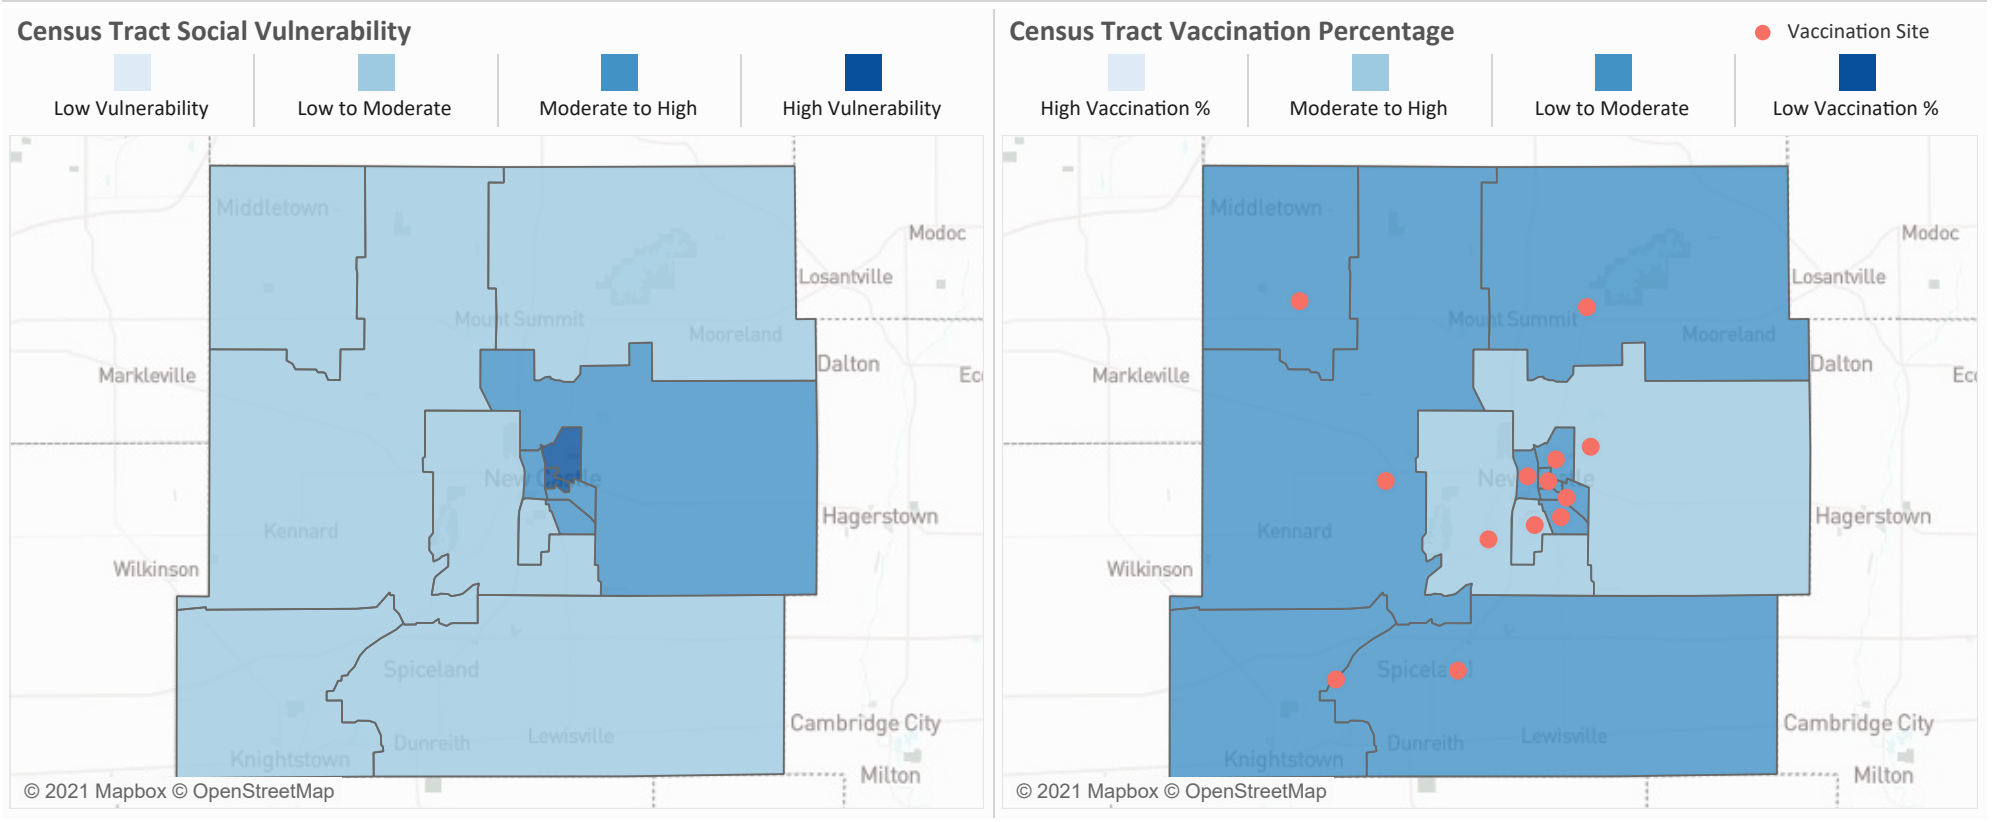 Census Tract Social Vulnerability
Low Vulnerability
Low to Moderate
Moderate to High
High Vulnerability
Middletown
Modoc
Losantville
Mount Summit
Mooreland
Dalton
Markleville
Ecc
New Castle
Hagerstown
Kennard
Wilkinson
Spiceland
Cambridge City
Dunreith
Lewisville
Knightstown
Milton
© 2021 Mapbox © OpenStreetMap
Census Tract Vaccination Percentage
Vaccination Site
High Vaccination %
Moderate to High
Low to Moderate
Low Vaccination %
Middletown
Modoc
Losantville
Mount Summit
Mooreland
Dalton
Markleville
Ecc
Hagerstown
Kennard
Wilkinson
Cambridge City
Dunreith
Lewisville
Knightstown
Milton
© 2021 Mapbox © OpenStreetMap